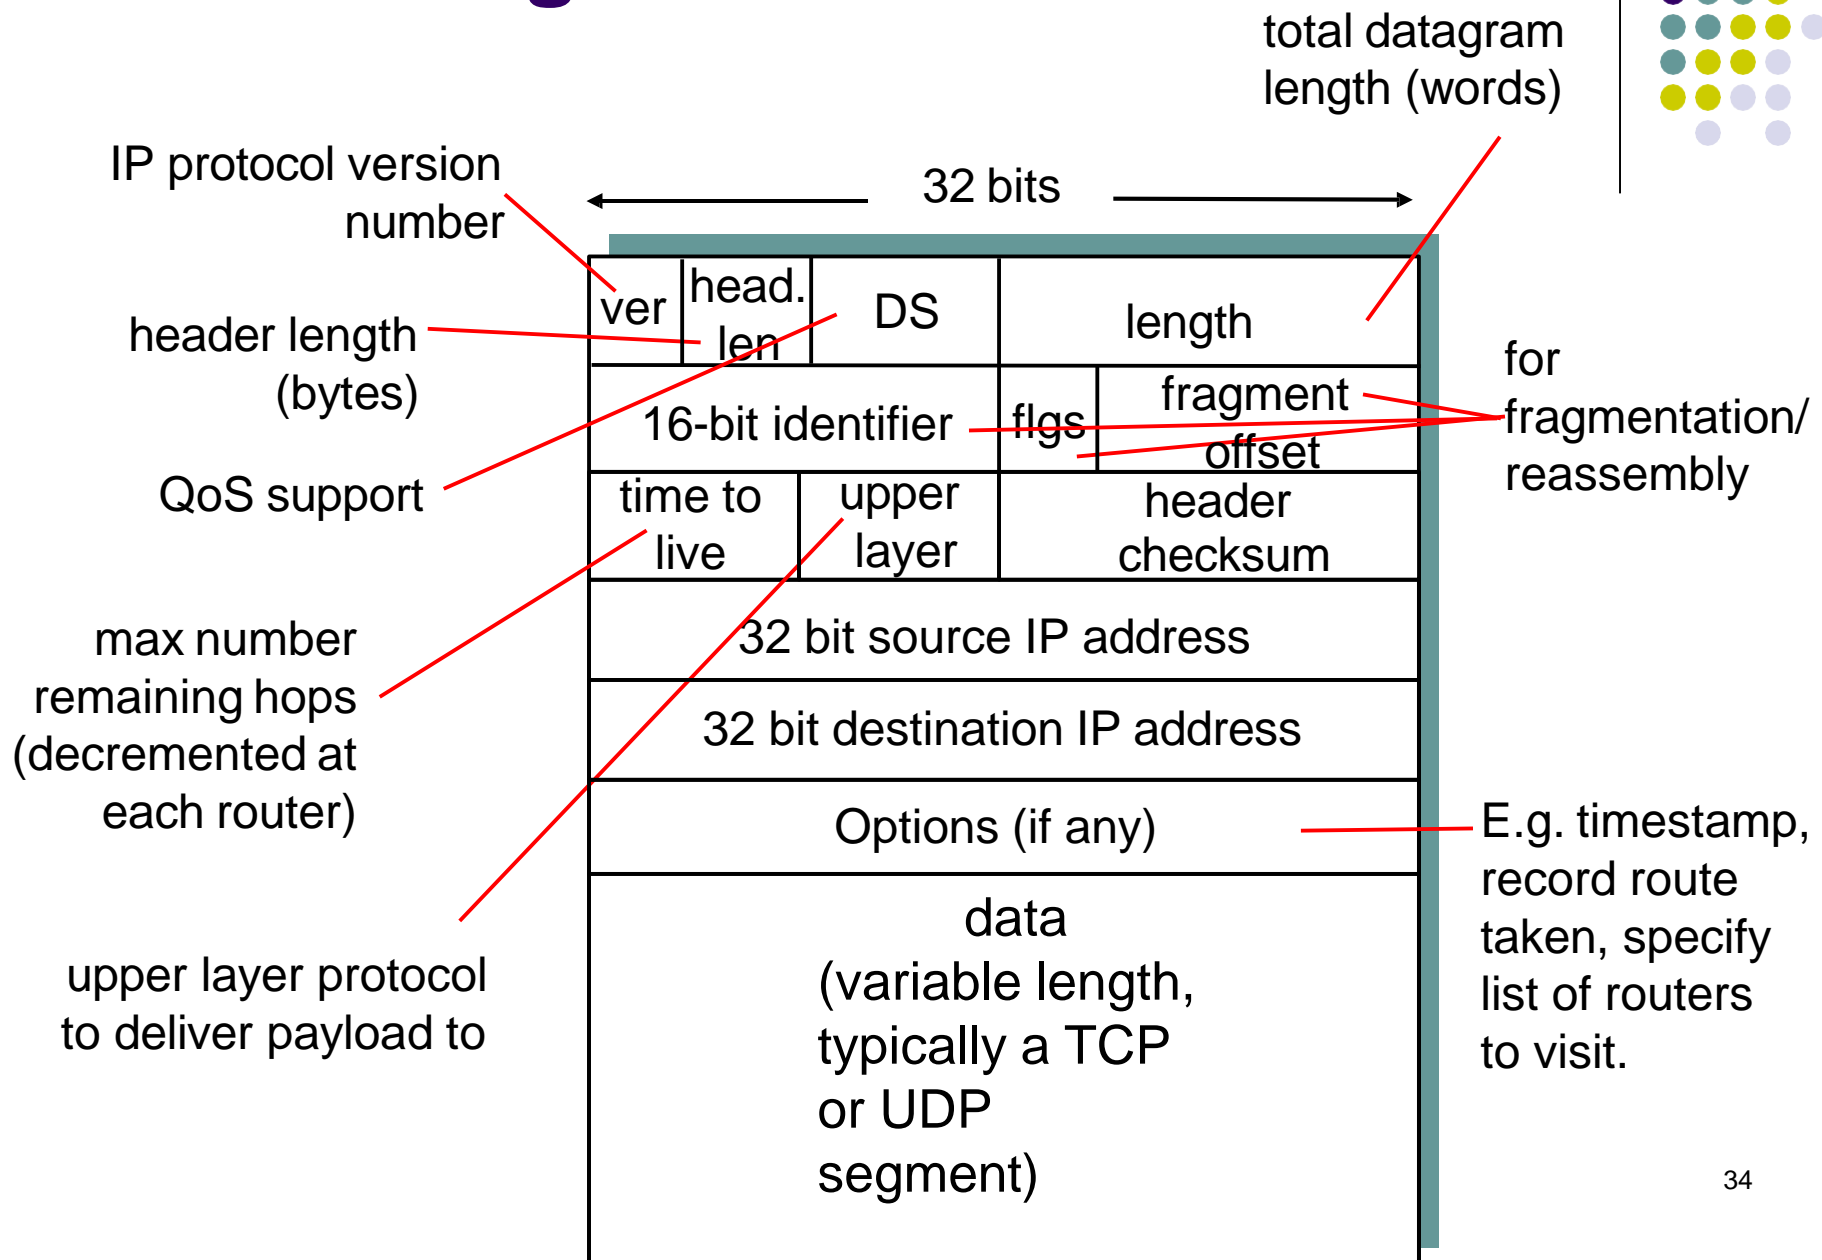 total datagram
length (words)
IP protocol version
number
32 bits
ver
head.
len
DS
length
header length
(bytes)
for
fragmentation/
reassembly
16-bit identifier
flgs
fragment
offset
QoS support
time to
live
upper
layer
header
checksum
max number
remaining hops
(decremented at
each router)
32 bit source IP address
32 bit destination IP address
Options (if any)
E.g. timestamp,
record route
taken, specify
list of routers
to visit.
upper layer protocol
to deliver payload to
data
(variable length,
typically a TCP
or UDP
segment)
34